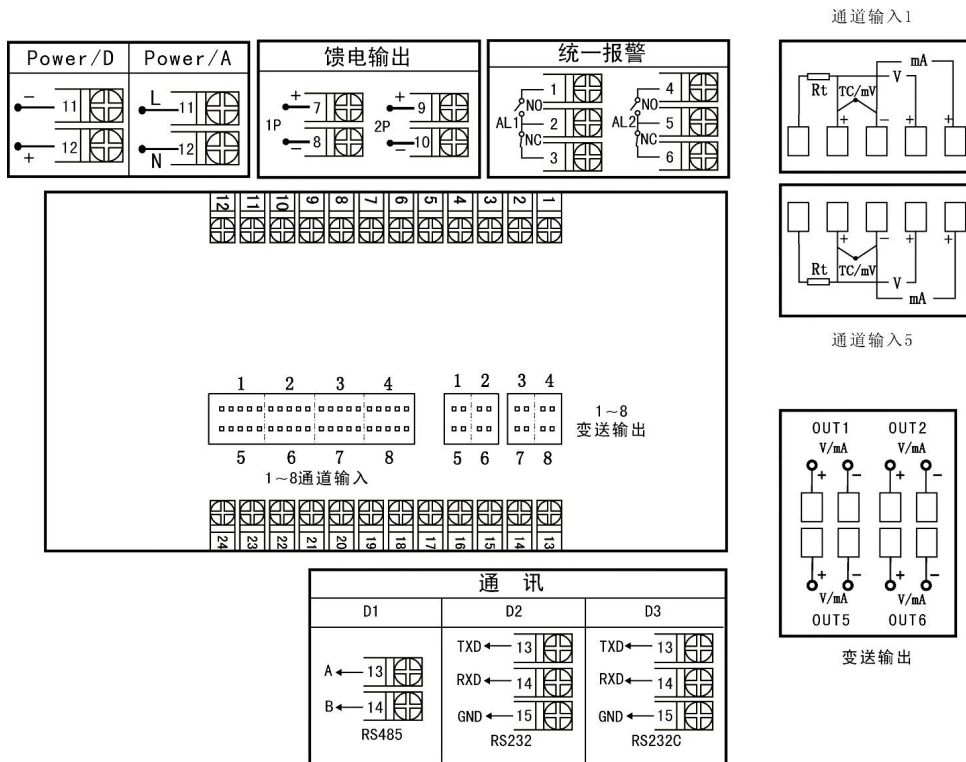 通道输入1
Power/D Power/A 馈电输出 统一报警
mA
V
Rt TC/mV
+ − + +
− 11 L 11 + 7 + 9 1 NO 4 NO
1P 2P AL1 2 AL2 5
+ 12 N 12 − 8 − 10 NC 3 NC 6
12 11 10 9 8 7 6 5 4 3 2 1
+ − + +
Rt TC/mV
V
mA
通道输入5
1 2 3 4 1 2 3 4
1~8
变送输出
5 6 7 8 5 6 7 8
1~8通道输入
OUT1 OUT2
V/mA V/mA
+ − + −
+ − + −
V/mA V/mA
OUT5 OUT6
变送输出
24 23 22 21 20 19 18 17 16 15 14 13
通 讯
D1 D2 D3
TXD 13 TXD 13
A 13 RXD 14 RXD 14
B 14 GND 15 GND 15
RS485 RS232 RS232C